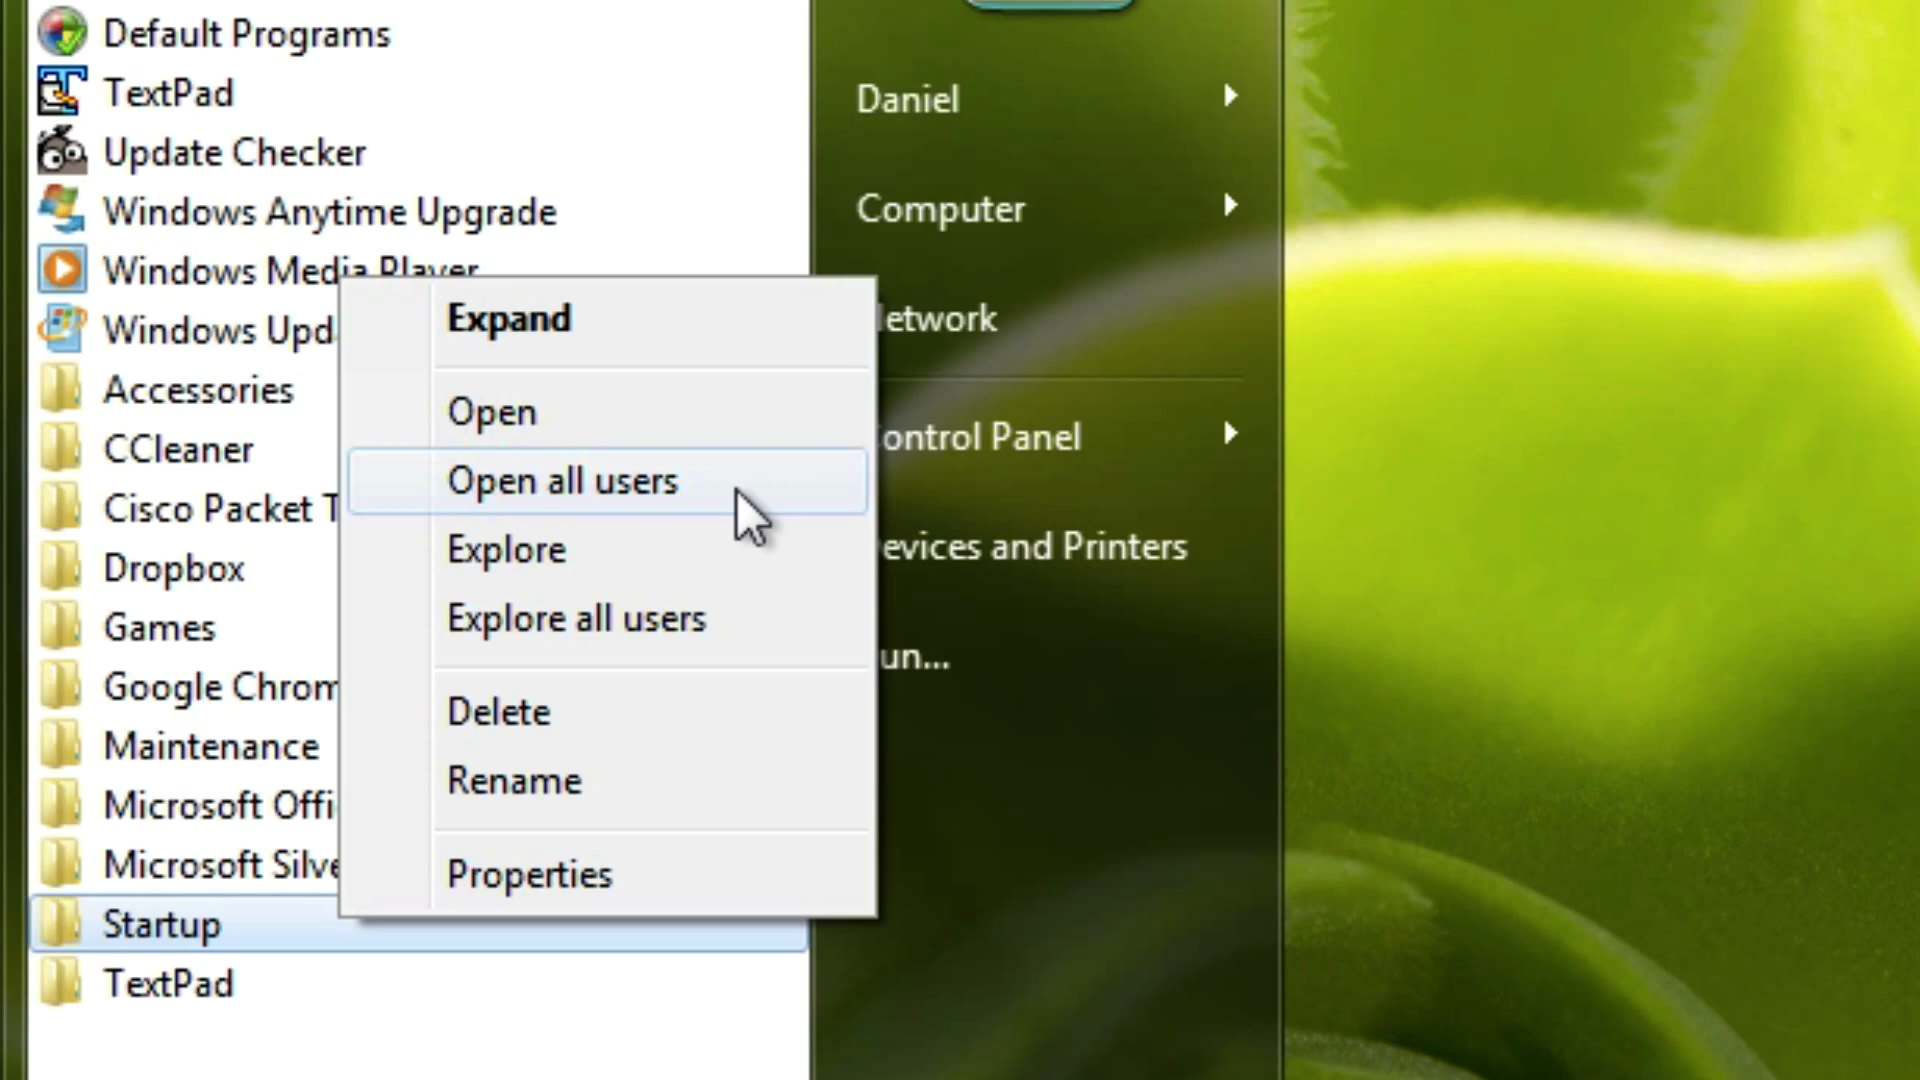 Default Programs
TextPad
Update Checker
Windows Anytime Upgrade
Windows Media Player
Windows Upd
Accessories
CCleaner
Cisco Packet T
Dropbox
Games
Google Chrom
Maintenance
Microsoft Offi
Microsoft Silve
Startup
TextPad
Expand
Open
Open all users
Explore
Explore all users
Delete
Rename
Properties
Daniel
Computer
etwork
ontrol Panel
evices and Printers
un...